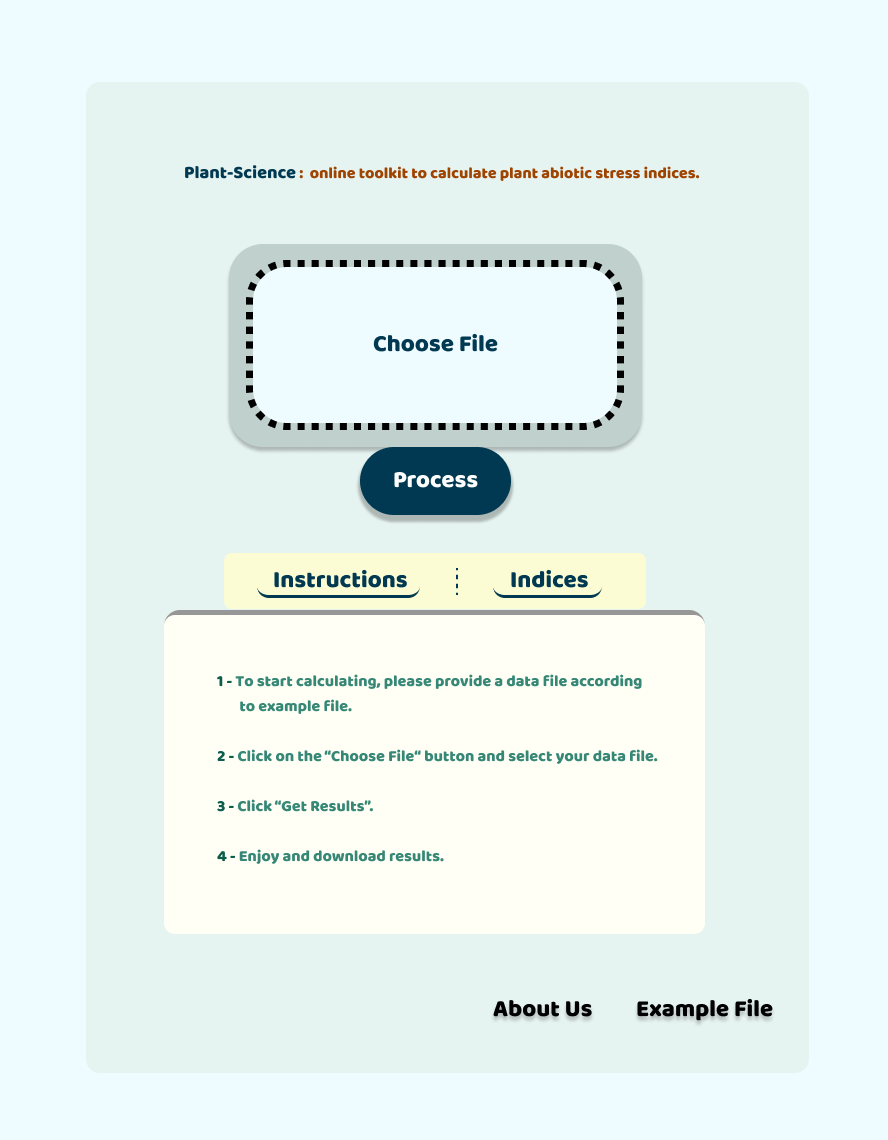 Plant-Science : online toolkit to calculate plant abiotic stress indices.
Choose File
Process
Instructions
Indices
1 - To start calculating, please provide a data file according
to example file.
2 - Click on the “Choose File“ button and select your data file.
3 - Click “Get Results”.
4 - Enjoy and download results.
About Us
Example File